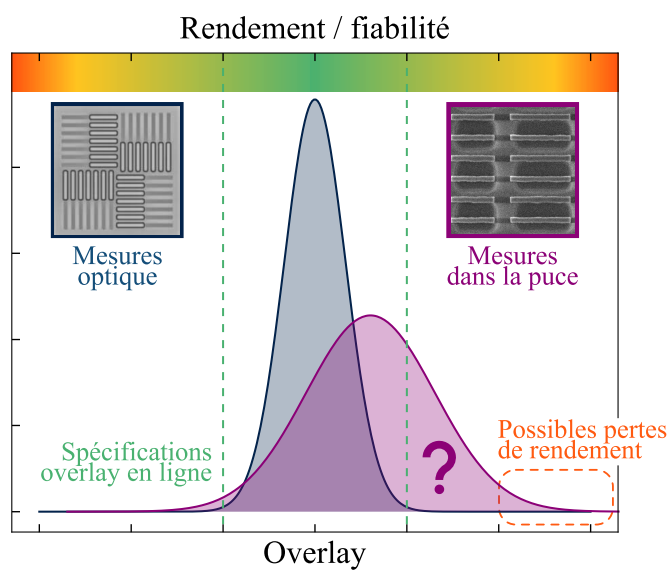 Rendement / fiabilité
Mesures
optique
Mesures
dans la puce
Spécifications
overlay en ligne
?
Possibles pertes
de rendement
Overlay